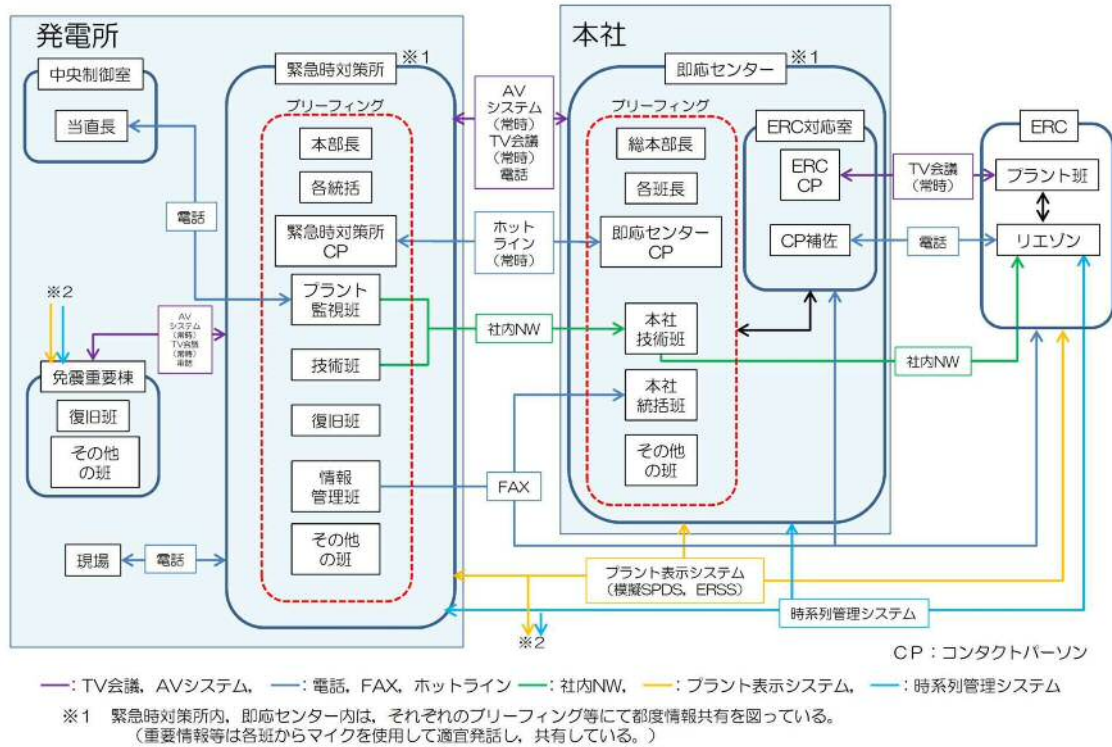 発電所
本社
中央制御室
当直長
緊急時対策所
※1
ブリーフィング
本部長
各統括
緊急時対策所
CP
プラント
監視班
技術班
復旧班
情報
管理班
その他
の班
電話
※2
AV
システム
(常時)
TV会議
(常時)
電話
免震重要棟
復旧班
その他
の班
現場
電話
AV
システム
(常時)
TV会議
(常時)
電話
ホット
ライン
(常時)
社内NW
FAX
即応センター
※1
ブリーフィング
総本部長
各班長
即応センター
CP
本社
技術班
本社
統括班
その他
の班
ERC対応室
ERC
CP
CP補佐
TV会議
(常時)
電話
社内NW
ERC
プラント班
リエゾン
プラント表示システム
(模擬SPDS,ERSS)
時系列管理システム
※2
CP:コンタクトパーソン
:TV会議,AVシステム, :電話,FAX,ホットライン :社内NW, :プラント表示システム, :時系列管理システム
※1 緊急時対策所内,即応センター内は,それぞれのブリーフィング等にて都度情報共有を図っている。
(重要情報等は各班からマイクを使用して適宜発話し,共有している。)